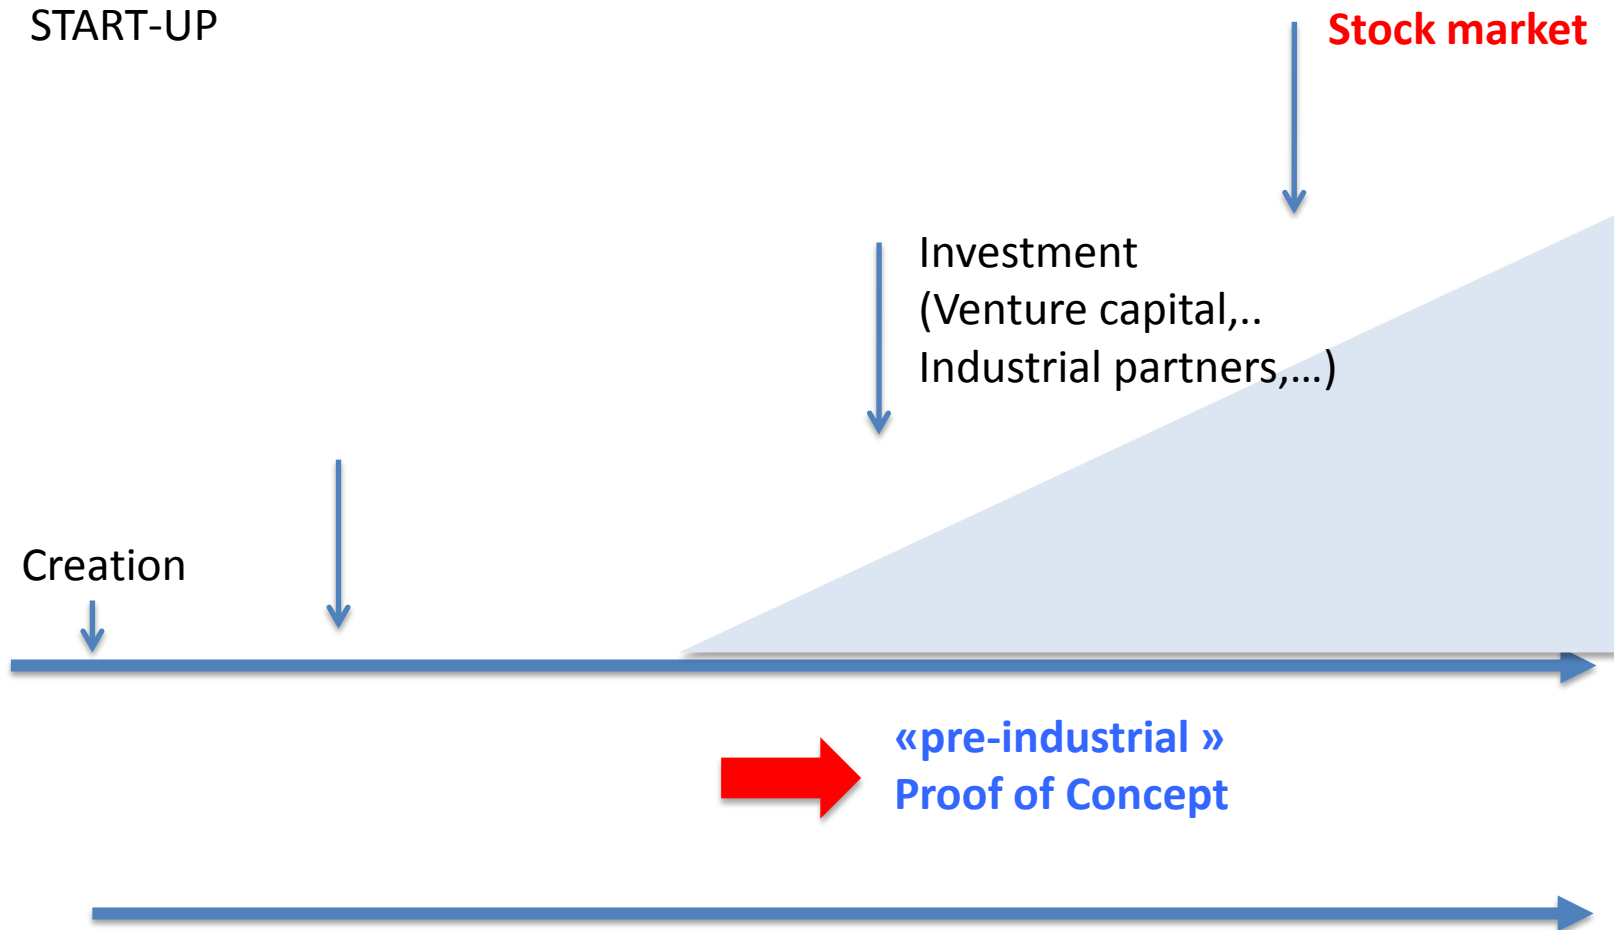 START-UP
Stock market
Investment
(Venture capital,..
Industrial partners,...)
Creation
«pre-industrial »
Proof of Concept